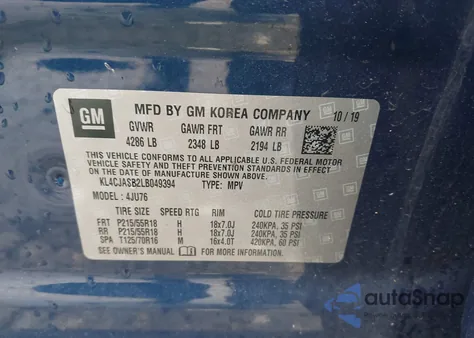 GM
MFD BY GM KOREA COMPANY 10/19
GVWR GAWR FRT GAWR RR
4286 LB 2348 LB 2194 LB
THIS VEHICLE CONFORMS TO ALL APPLICABLE U.S. FEDERAL MOTOR
VEHICLE SAFETY AND THEFT PREVENTION STANDARDS IN EFFECT
ON THE DATE OF MANUFACTURE SHOWN ABOVE.
KL4CJASB2LB049394 TYPE: MPV
MODEL: 4JU76
TIRE SIZE SPEED RTG RIM COLD TIRE PRESSURE
FRT P215/55R18 H 18x7.0J 240KPA, 35 PSI
RR P215/55R18 H 18x7.0J 240KPA, 35 PSI
SPA T125/70R16 M 16x4.0T 420KPA, 60 PSI
SEE OWNER'S MANUAL FOR MORE INFORMATION.
autoSnap